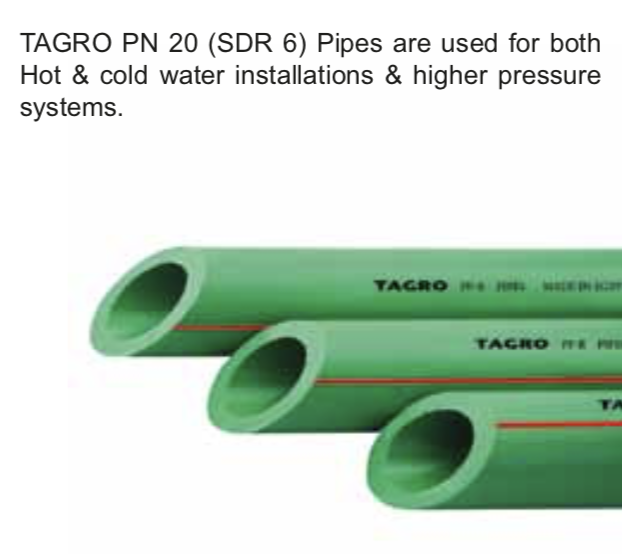 TAGRO PN 20 (SDR 6) Pipes are used for both
Hot & cold water installations & higher pressure
systems.
TAGRO
TAGRO
TA